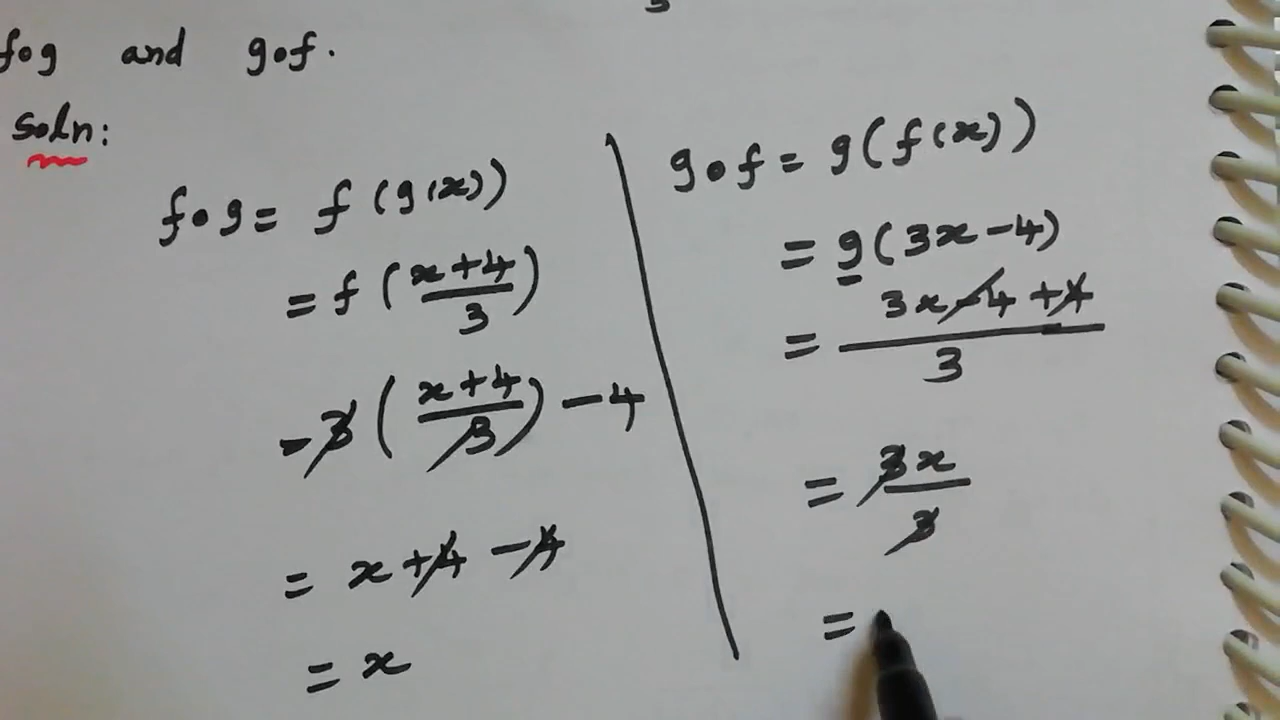 fog and gof.
Soln:
fog = f(g(x))
= f((x+4)/3)
= 3((x+4)/3) - 4
= x + 4 - 4
= x
gof = g(f(x))
= g(3x - 4)
= (3x - 4 + 4)/3
= 3x/3
=